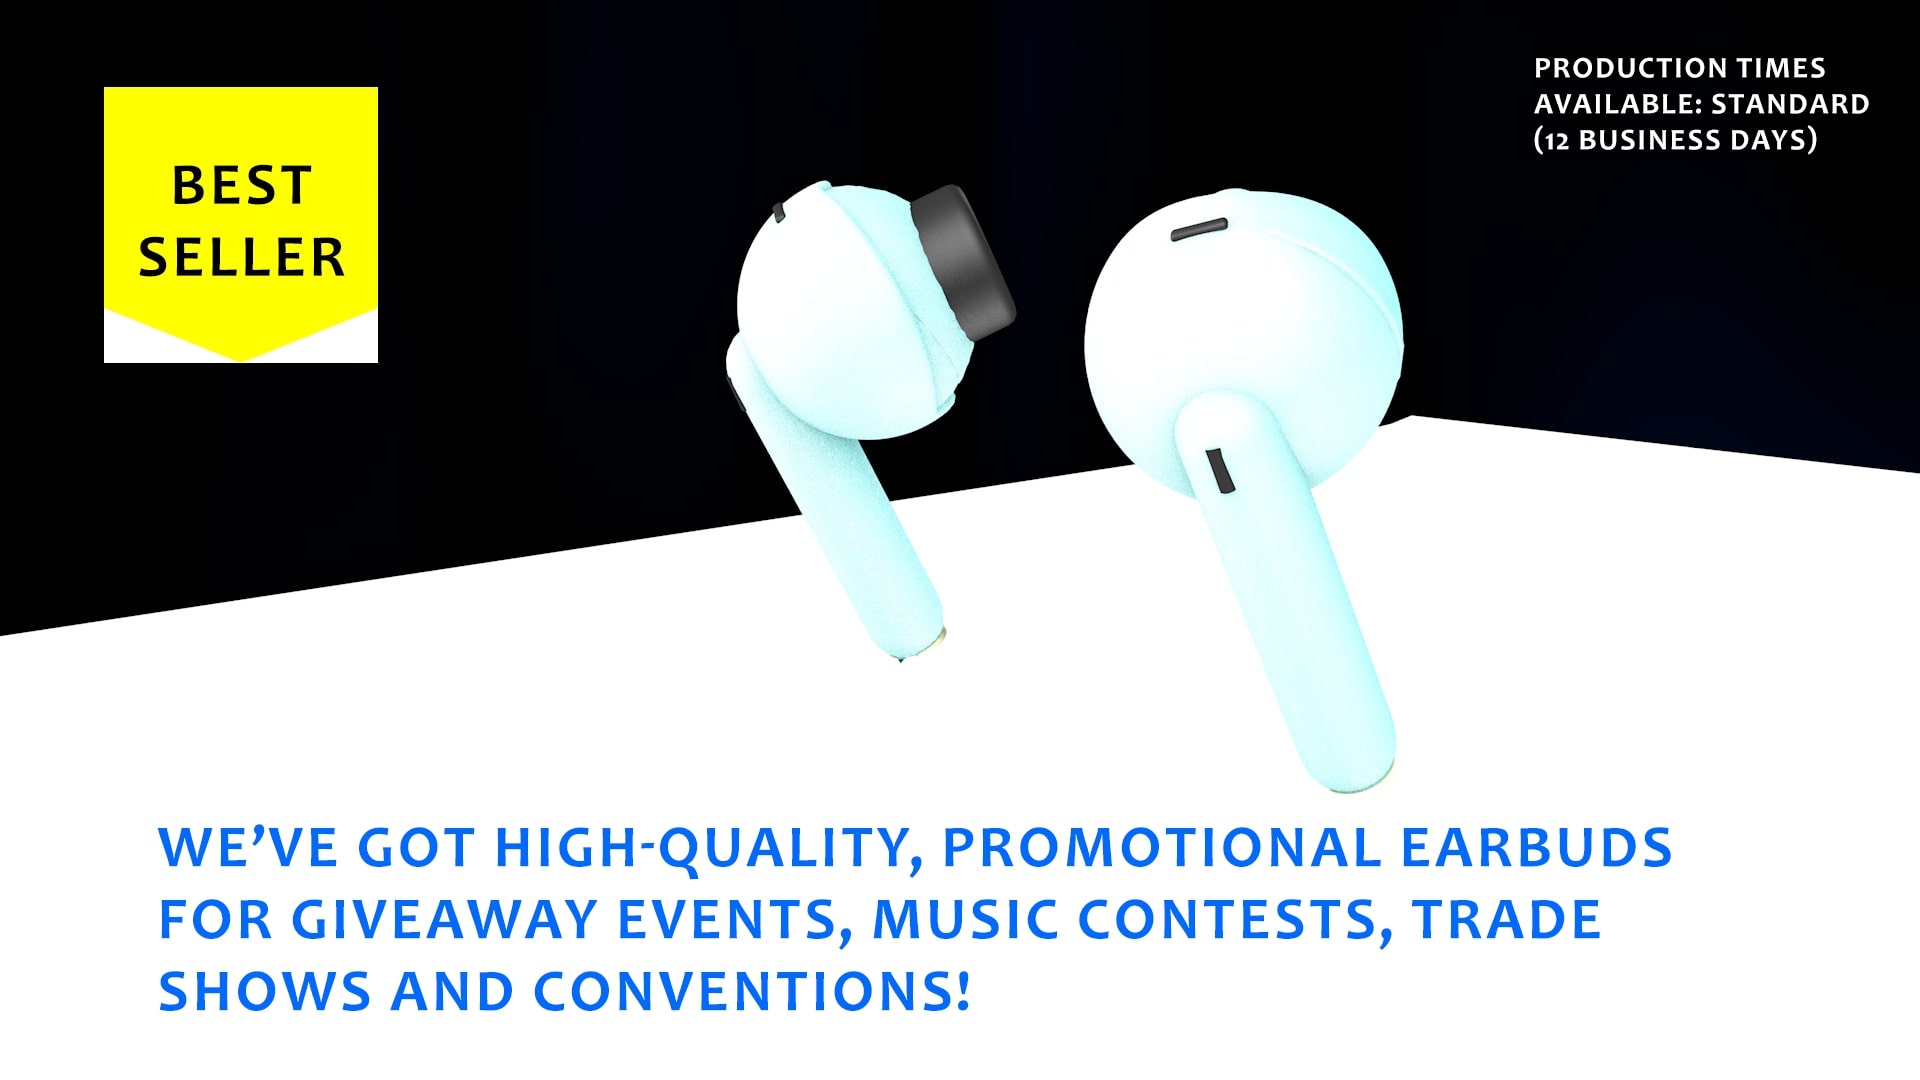 BEST
SELLER
PRODUCTION TIMES
AVAILABLE: STANDARD
(12 BUSINESS DAYS)
WE’VE GOT HIGH-QUALITY, PROMOTIONAL EARBUDS
FOR GIVEAWAY EVENTS, MUSIC CONTESTS, TRADE
SHOWS AND CONVENTIONS!